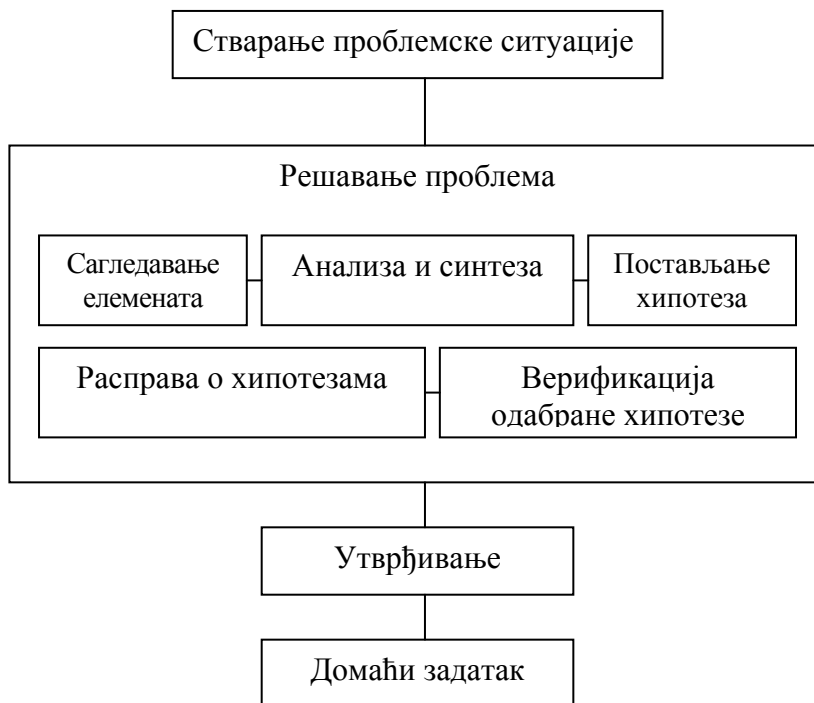 Стварање проблемске ситуације
Решавање проблема
Сагледавање
елемената
Анализа и синтеза
Постављање
хипотеза
Расправа о хипотезама
Верификација
одабране хипотезе
Утврђивање
Домаћи задатак